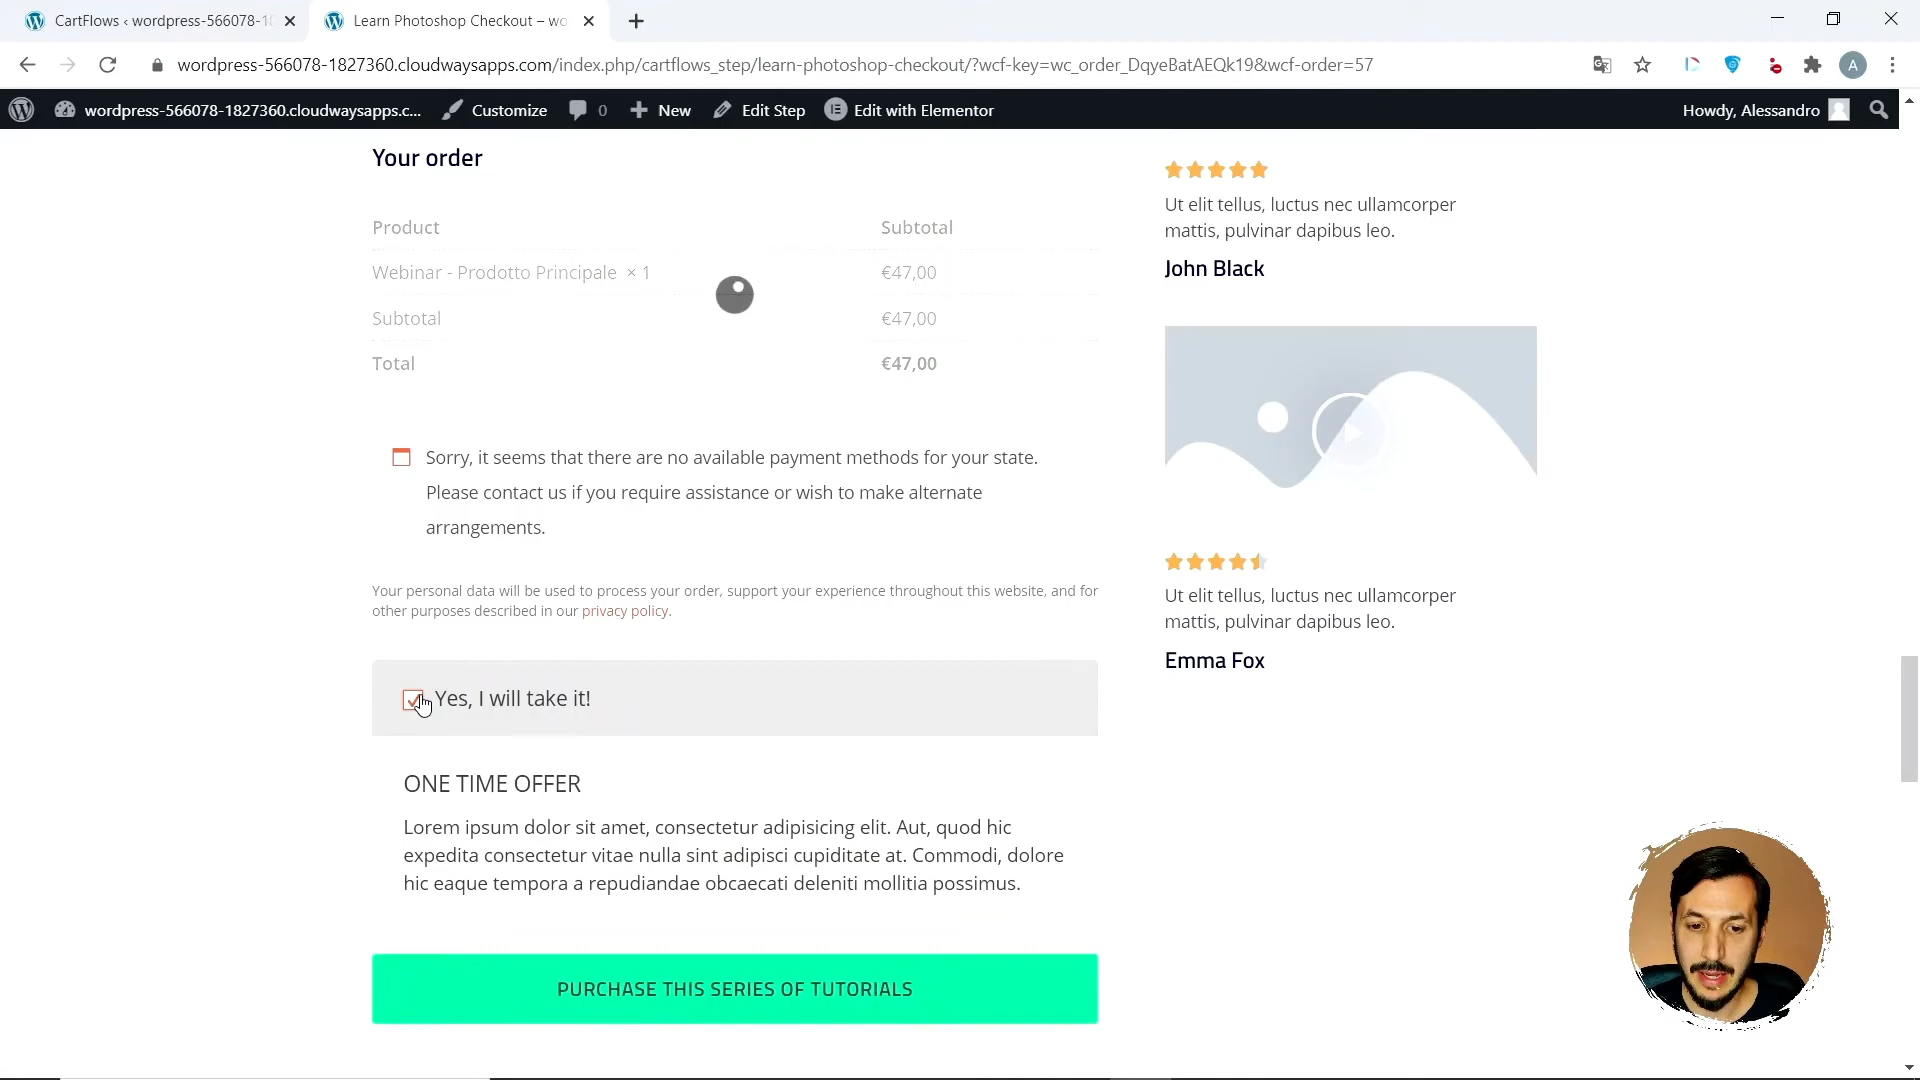 CartFlows ‹ wordpress-566078-18
Learn Photoshop Checkout – wo
wordpress-566078-1827360.cloudwaysapps.com/index.php/cartflows_step/learn-photoshop-checkout/?wcf-key=wc_order_DqyeBatAEQk19&wcf-order=57
A
wordpress-566078-1827360.cloudwaysapps.c...
Customize
0
New
Edit Step
Edit with Elementor
Howdy, Alessandro
Your order
Product
Subtotal
Webinar - Prodotto Principale × 1
€47,00
Subtotal
€47,00
Total
€47,00
Sorry, it seems that there are no available payment methods for your state.
Please contact us if you require assistance or wish to make alternate
arrangements.
Your personal data will be used to process your order, support your experience throughout this website, and for
other purposes described in our privacy policy.
Yes, I will take it!
ONE TIME OFFER
Lorem ipsum dolor sit amet, consectetur adipisicing elit. Aut, quod hic
expedita consectetur vitae nulla sint adipisci cupiditate at. Commodi, dolore
hic eaque tempora a repudiandae obcaecati deleniti mollitia possimus.
PURCHASE THIS SERIES OF TUTORIALS
Ut elit tellus, luctus nec ullamcorper
mattis, pulvinar dapibus leo.
John Black
Ut elit tellus, luctus nec ullamcorper
mattis, pulvinar dapibus leo.
Emma Fox